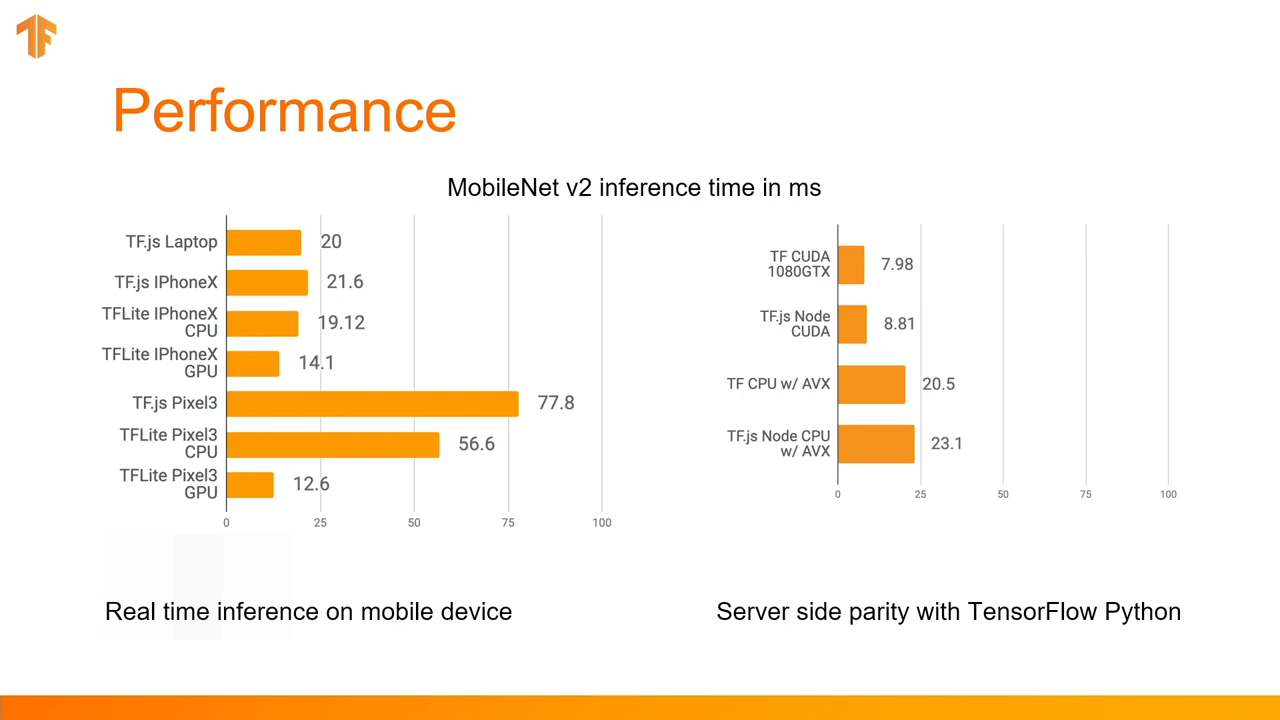 Performance
MobileNet v2 inference time in ms
TF.js Laptop
20
TF.js IPhoneX
21.6
TFLite IPhoneX
CPU
19.12
TFLite IPhoneX
GPU
14.1
TF.js Pixel3
77.8
TFLite Pixel3
CPU
56.6
TFLite Pixel3
GPU
12.6
0 25 50 75 100
TF CUDA
1080GTX
7.98
TF.js Node
CUDA
8.81
TF CPU w/ AVX
20.5
TF.js Node CPU
w/ AVX
23.1
0 25 50 75 100
Real time inference on mobile device
Server side parity with TensorFlow Python